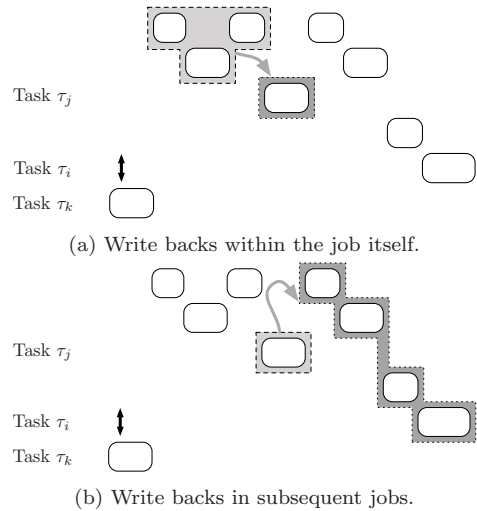 Task τj
Task τi
Task τk
(a) Write backs within the job itself.
Task τj
Task τi
Task τk
(b) Write backs in subsequent jobs.